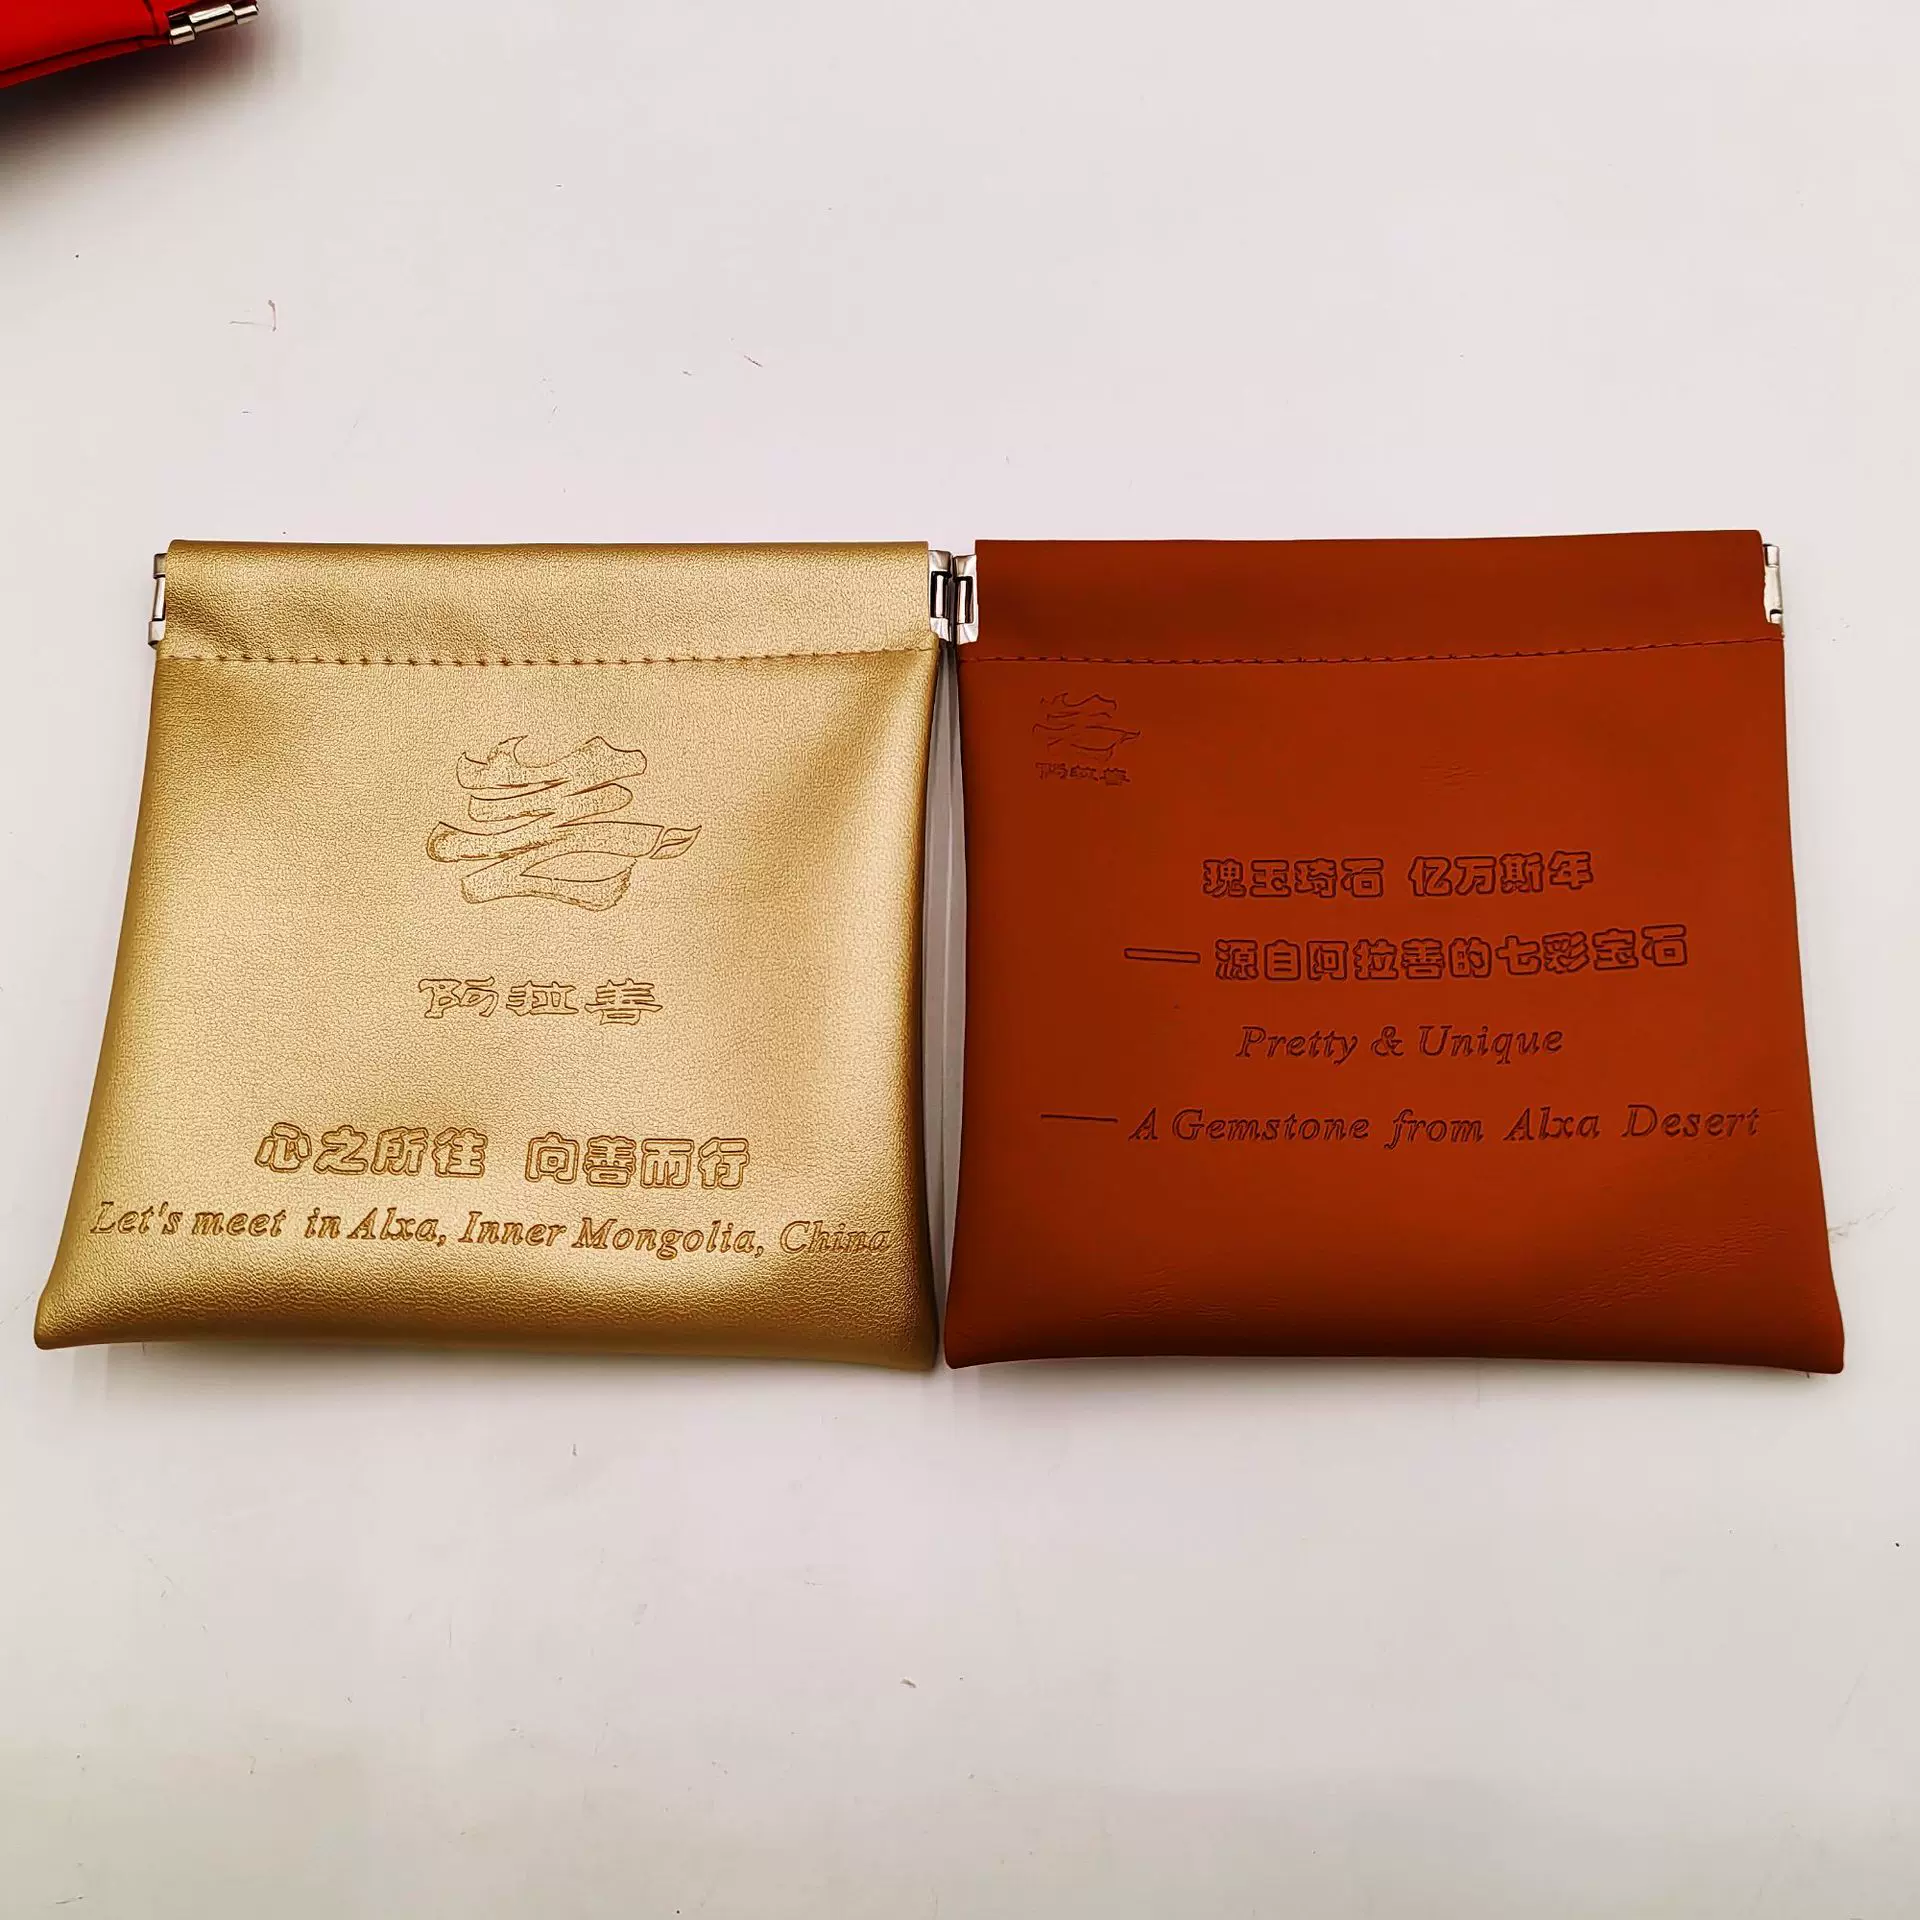 阿拉善
心之所往 向善而行
Let's meet in Alxa, Inner Mongolia, China
阿拉善
瑰玉琦石 亿万斯年
— 源自阿拉善的七彩宝石
Pretty & Unique
— A Gemstone from Alxa Desert